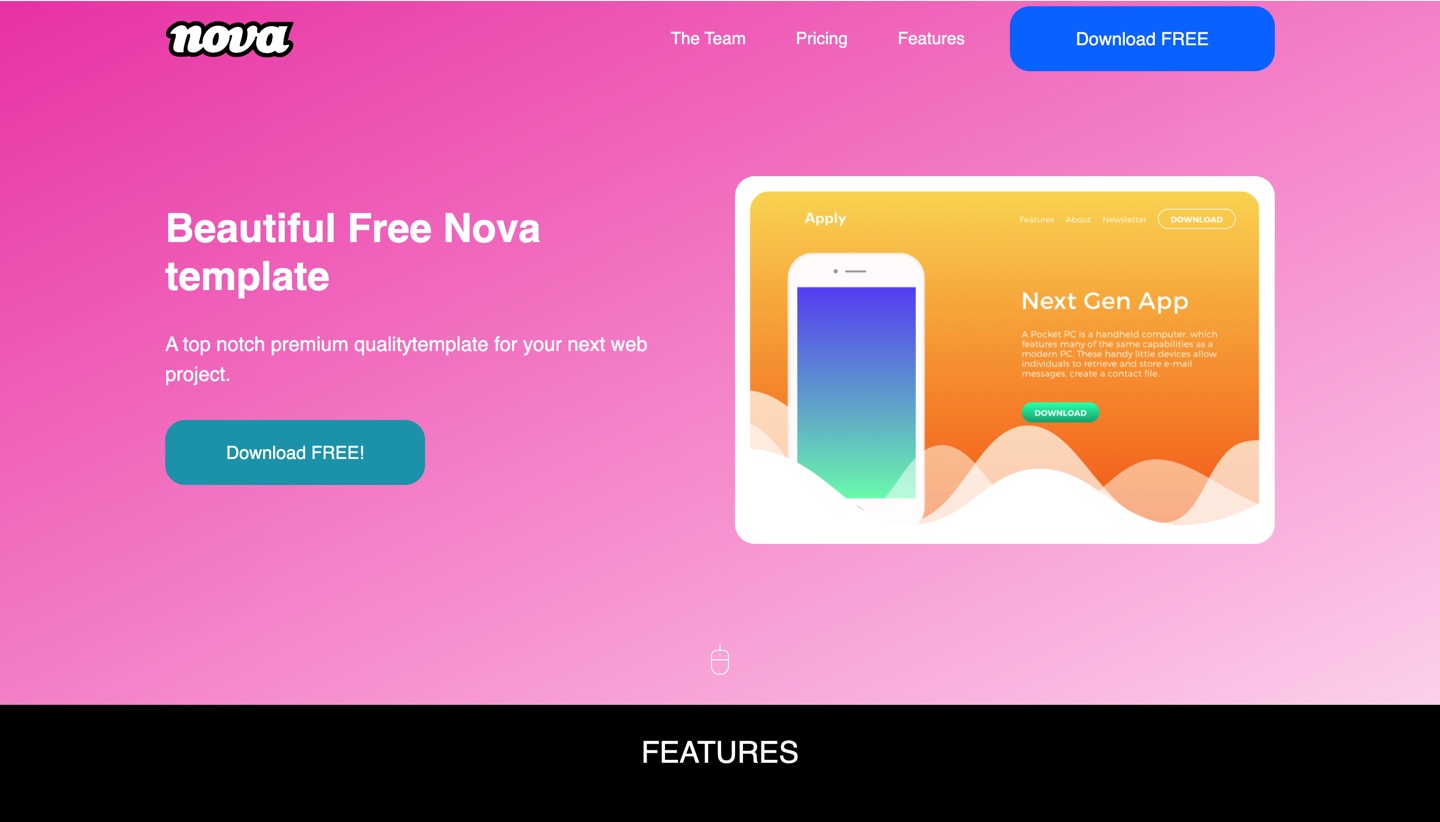 nova
The Team
Pricing
Features
Download FREE
Beautiful Free Nova
template
A top notch premium qualitytemplate for your next web
project.
Download FREE!
Apply
Features
About
Newsletter
DOWNLOAD
Next Gen App
A Pocket PC is a handheld computer, which
features many of the same capabilities as a
modern PC. These handy little devices allow
individuals to retrieve and store e-mail
messages, create a contact file.
DOWNLOAD
FEATURES